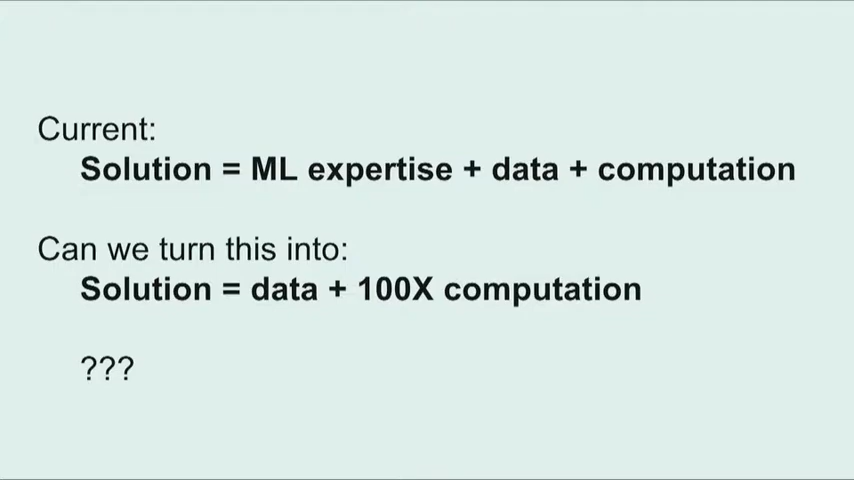 Current:
Solution = ML expertise + data + computation
Can we turn this into:
Solution = data + 100X computation
???